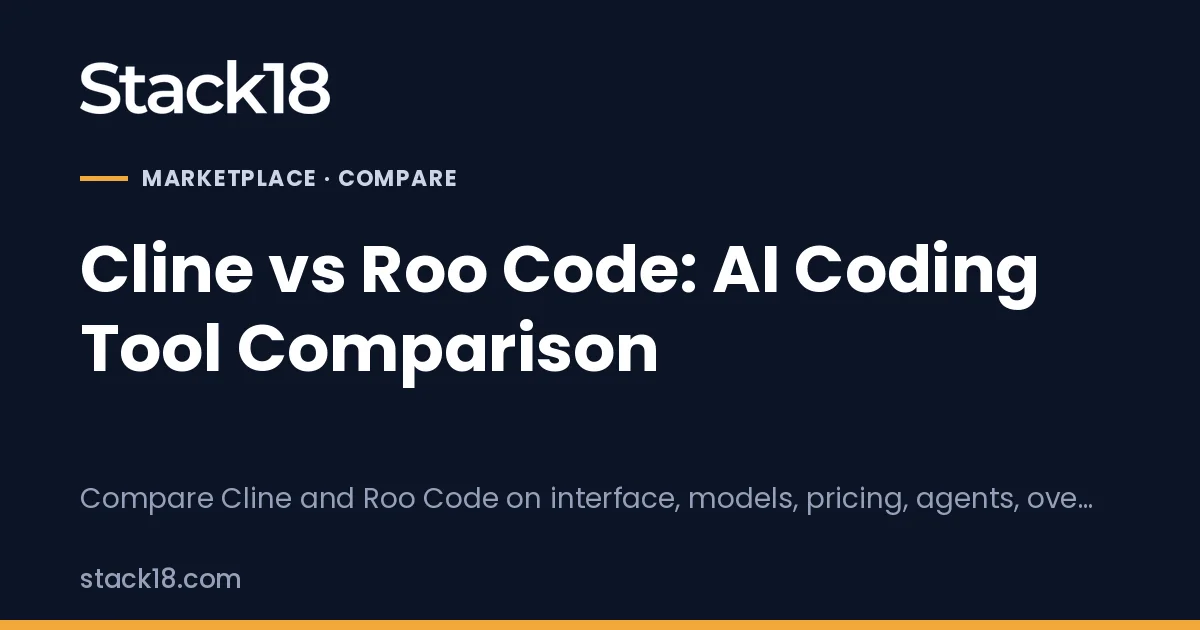 Stack18
MARKETPLACE · COMPARE
Cline vs Roo Code: AI Coding
Tool Comparison
Compare Cline and Roo Code on interface, models, pricing, agents, ove...
stack18.com